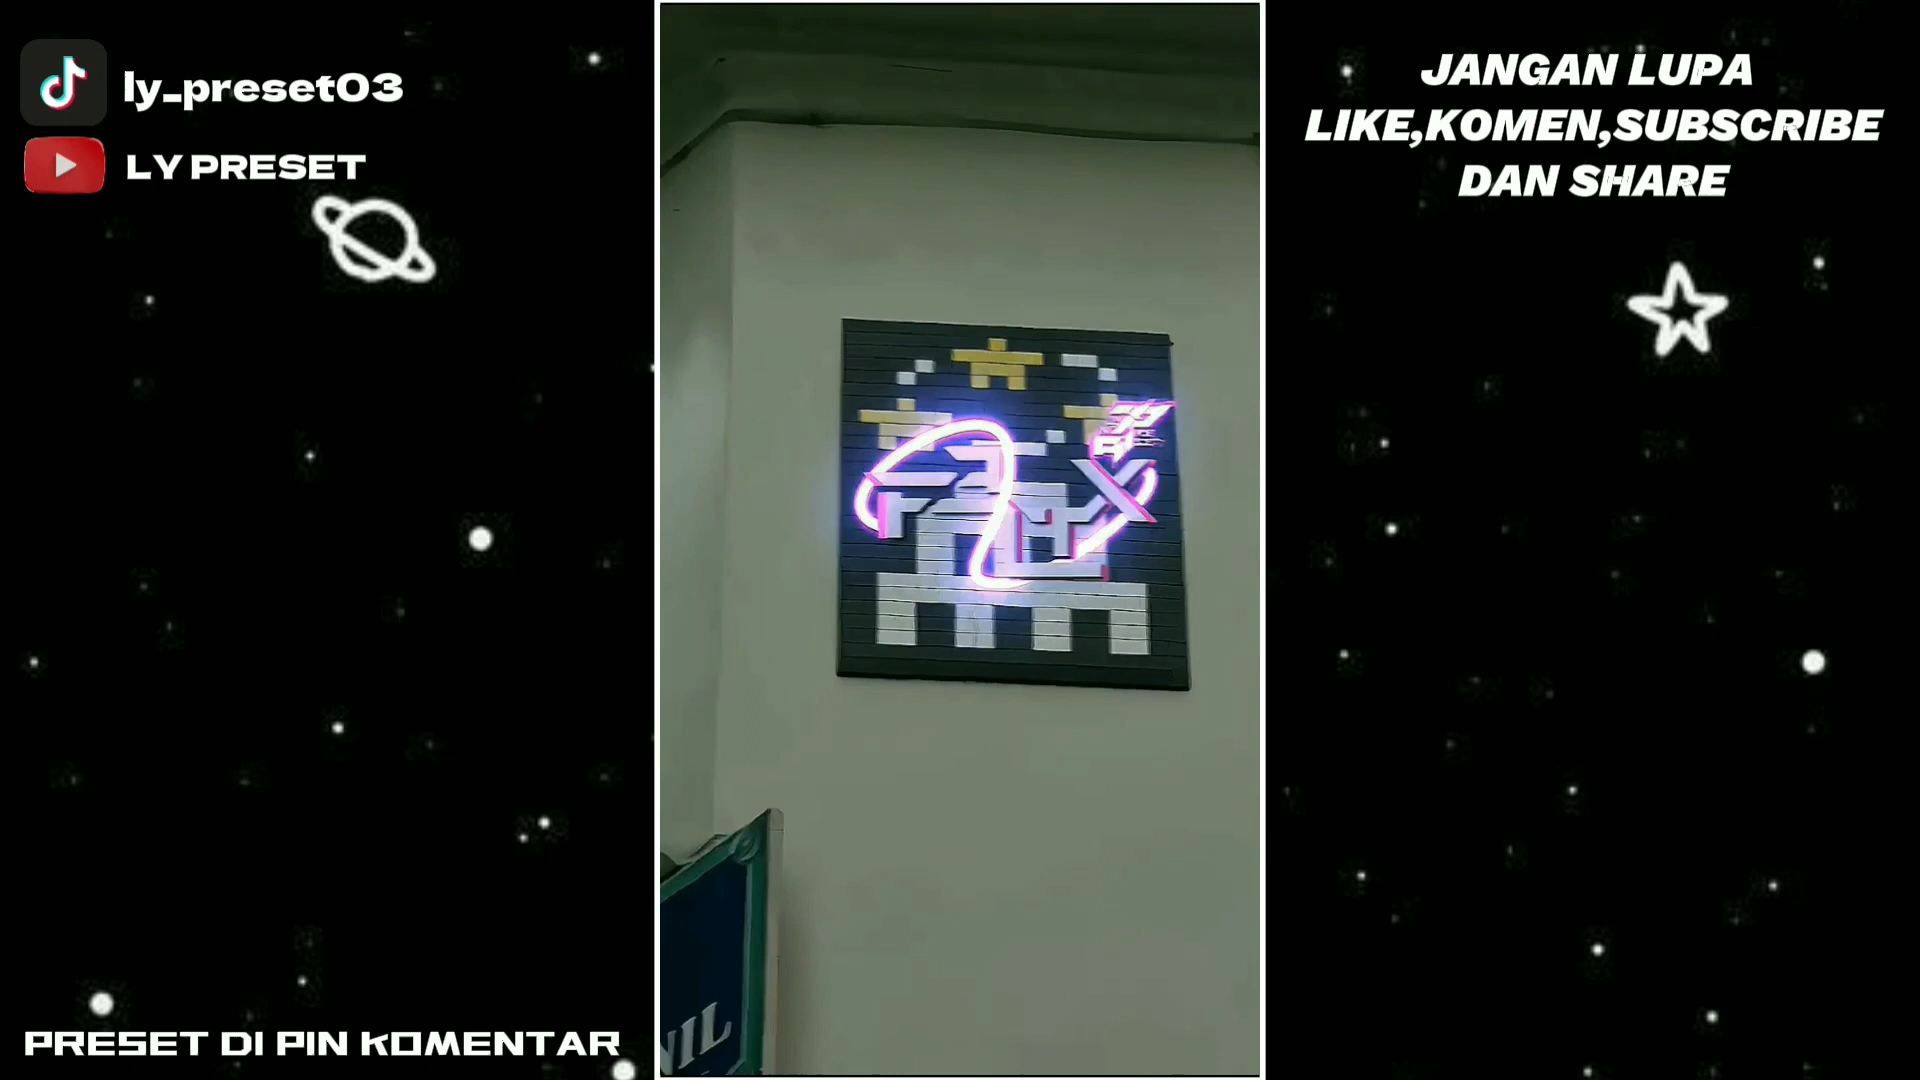 ly_preset03
LY PRESET
JANGAN LUPA
LIKE,KOMEN,SUBSCRIBE
DAN SHARE
PRESET DI PIN KOMENTAR